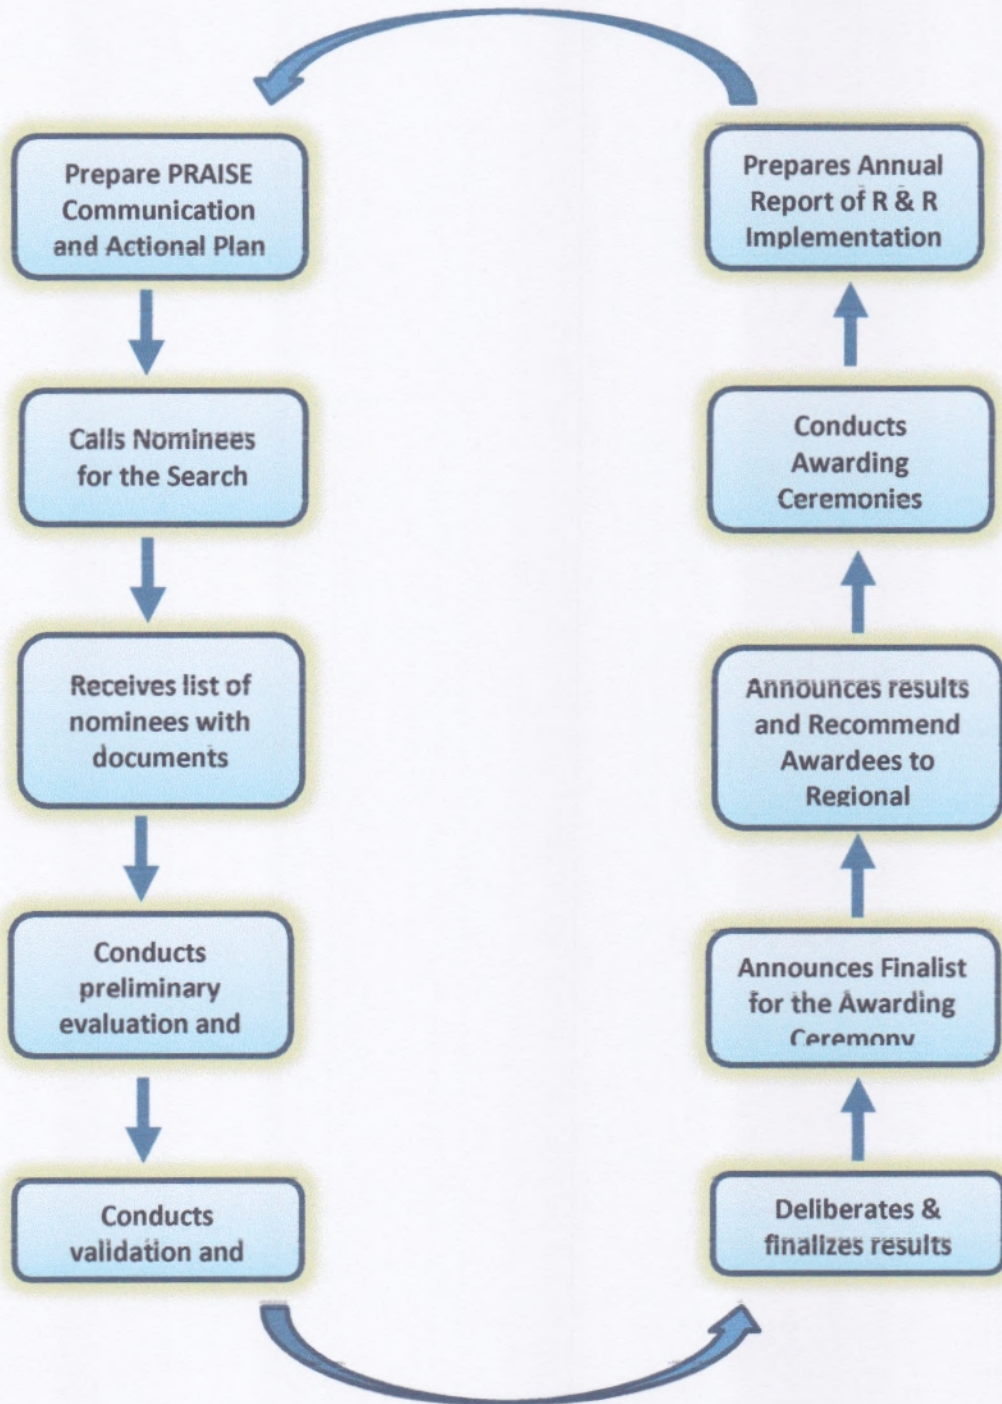 Prepare PRAISE
Communication
and Actional Plan
Calls Nominees
for the Search
Receives list of
nominees with
documents
Conducts
preliminary
evaluation and
Conducts
validation and
Deliberates &
finalizes results
Announces Finalist
for the Awarding
Ceremony
Announces results
and Recommend
Awardees to
Regional
Conducts
Awarding
Ceremonies
Prepares Annual
Report of R & R
Implementation